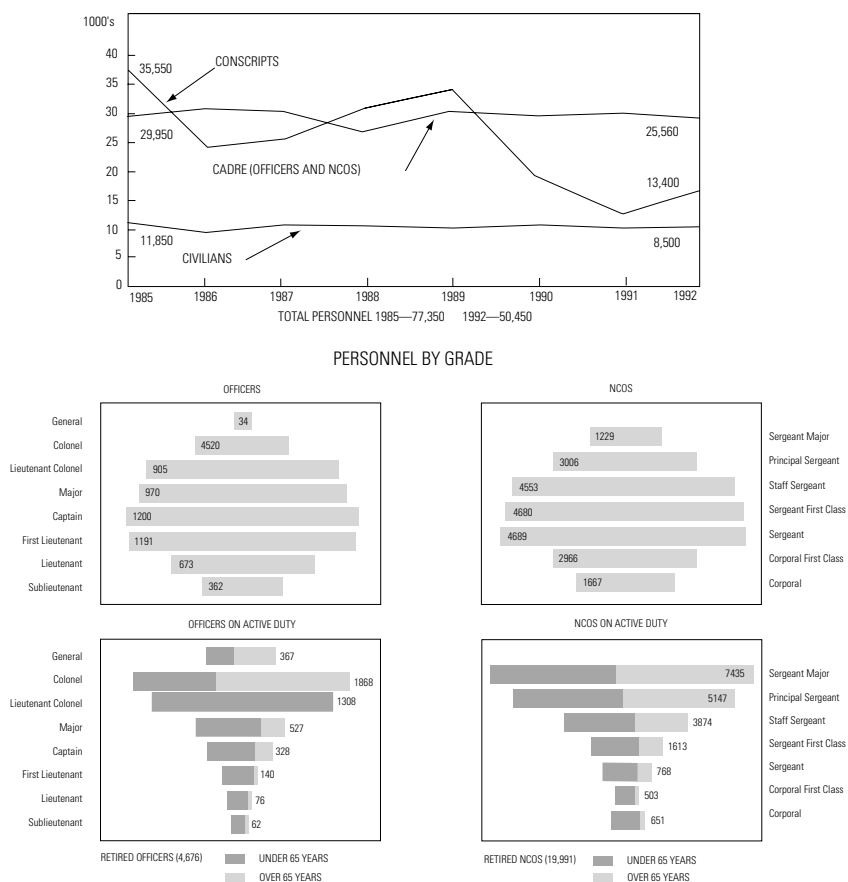 1000's
40
35,550
CONSCRIPTS
35
30
29,950
25,560
25
CADRE (OFFICERS AND NCOS)
20
13,400
15
10
11,850
8,500
CIVILIANS
5
0
1985 1986 1987 1988 1989 1990 1991 1992
TOTAL PERSONNEL 1985—77,350 1992—50,450
PERSONNEL BY GRADE
OFFICERS
General 34
Colonel 4520
Lieutenant Colonel 905
Major 970
Captain 1200
First Lieutenant 1191
Lieutenant 673
Sublieutenant 362
NCOS
1229 Sergeant Major
3006 Principal Sergeant
4553 Staff Sergeant
4680 Sergeant First Class
4689 Sergeant
2966 Corporal First Class
1667 Corporal
OFFICERS ON ACTIVE DUTY
General 367
Colonel 1868
Lieutenant Colonel 1308
Major 527
Captain 328
First Lieutenant 140
Lieutenant 76
Sublieutenant 62
RETIRED OFFICERS (4,676) UNDER 65 YEARS
OVER 65 YEARS
NCOS ON ACTIVE DUTY
7435 Sergeant Major
5147 Principal Sergeant
3874 Staff Sergeant
1613 Sergeant First Class
768 Sergeant
503 Corporal First Class
651 Corporal
RETIRED NCOS (19,991) UNDER 65 YEARS
OVER 65 YEARS